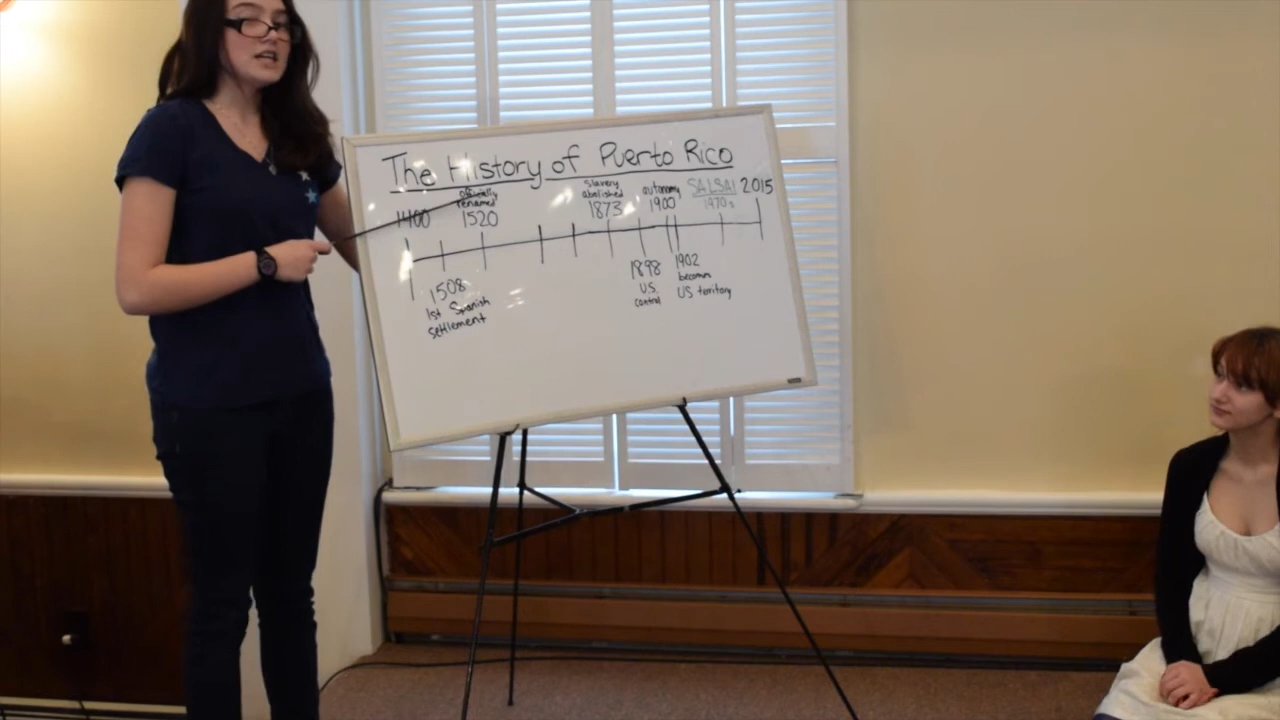 The History of Puerto Rico
1400
officially
renamed
1520
slavery
abolished
1873
autonomy
1900
SALSA!
1970s
2015
1508
1st Spanish
settlement
1898
U.S.
control
1902
becomes
US territory